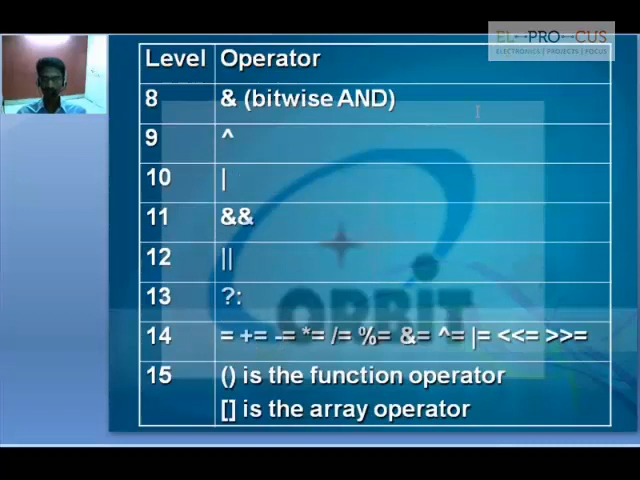 EL PRO CUS
ELECTRONICS | PROJECTS | FOCUS
Level Operator
8 & (bitwise AND)
9 ^
10 |
11 &&
12 ||
13 ?:
14 = += -= *= /= %= &= ^= |= <<= >>=
15 () is the function operator
[] is the array operator
ORBIT